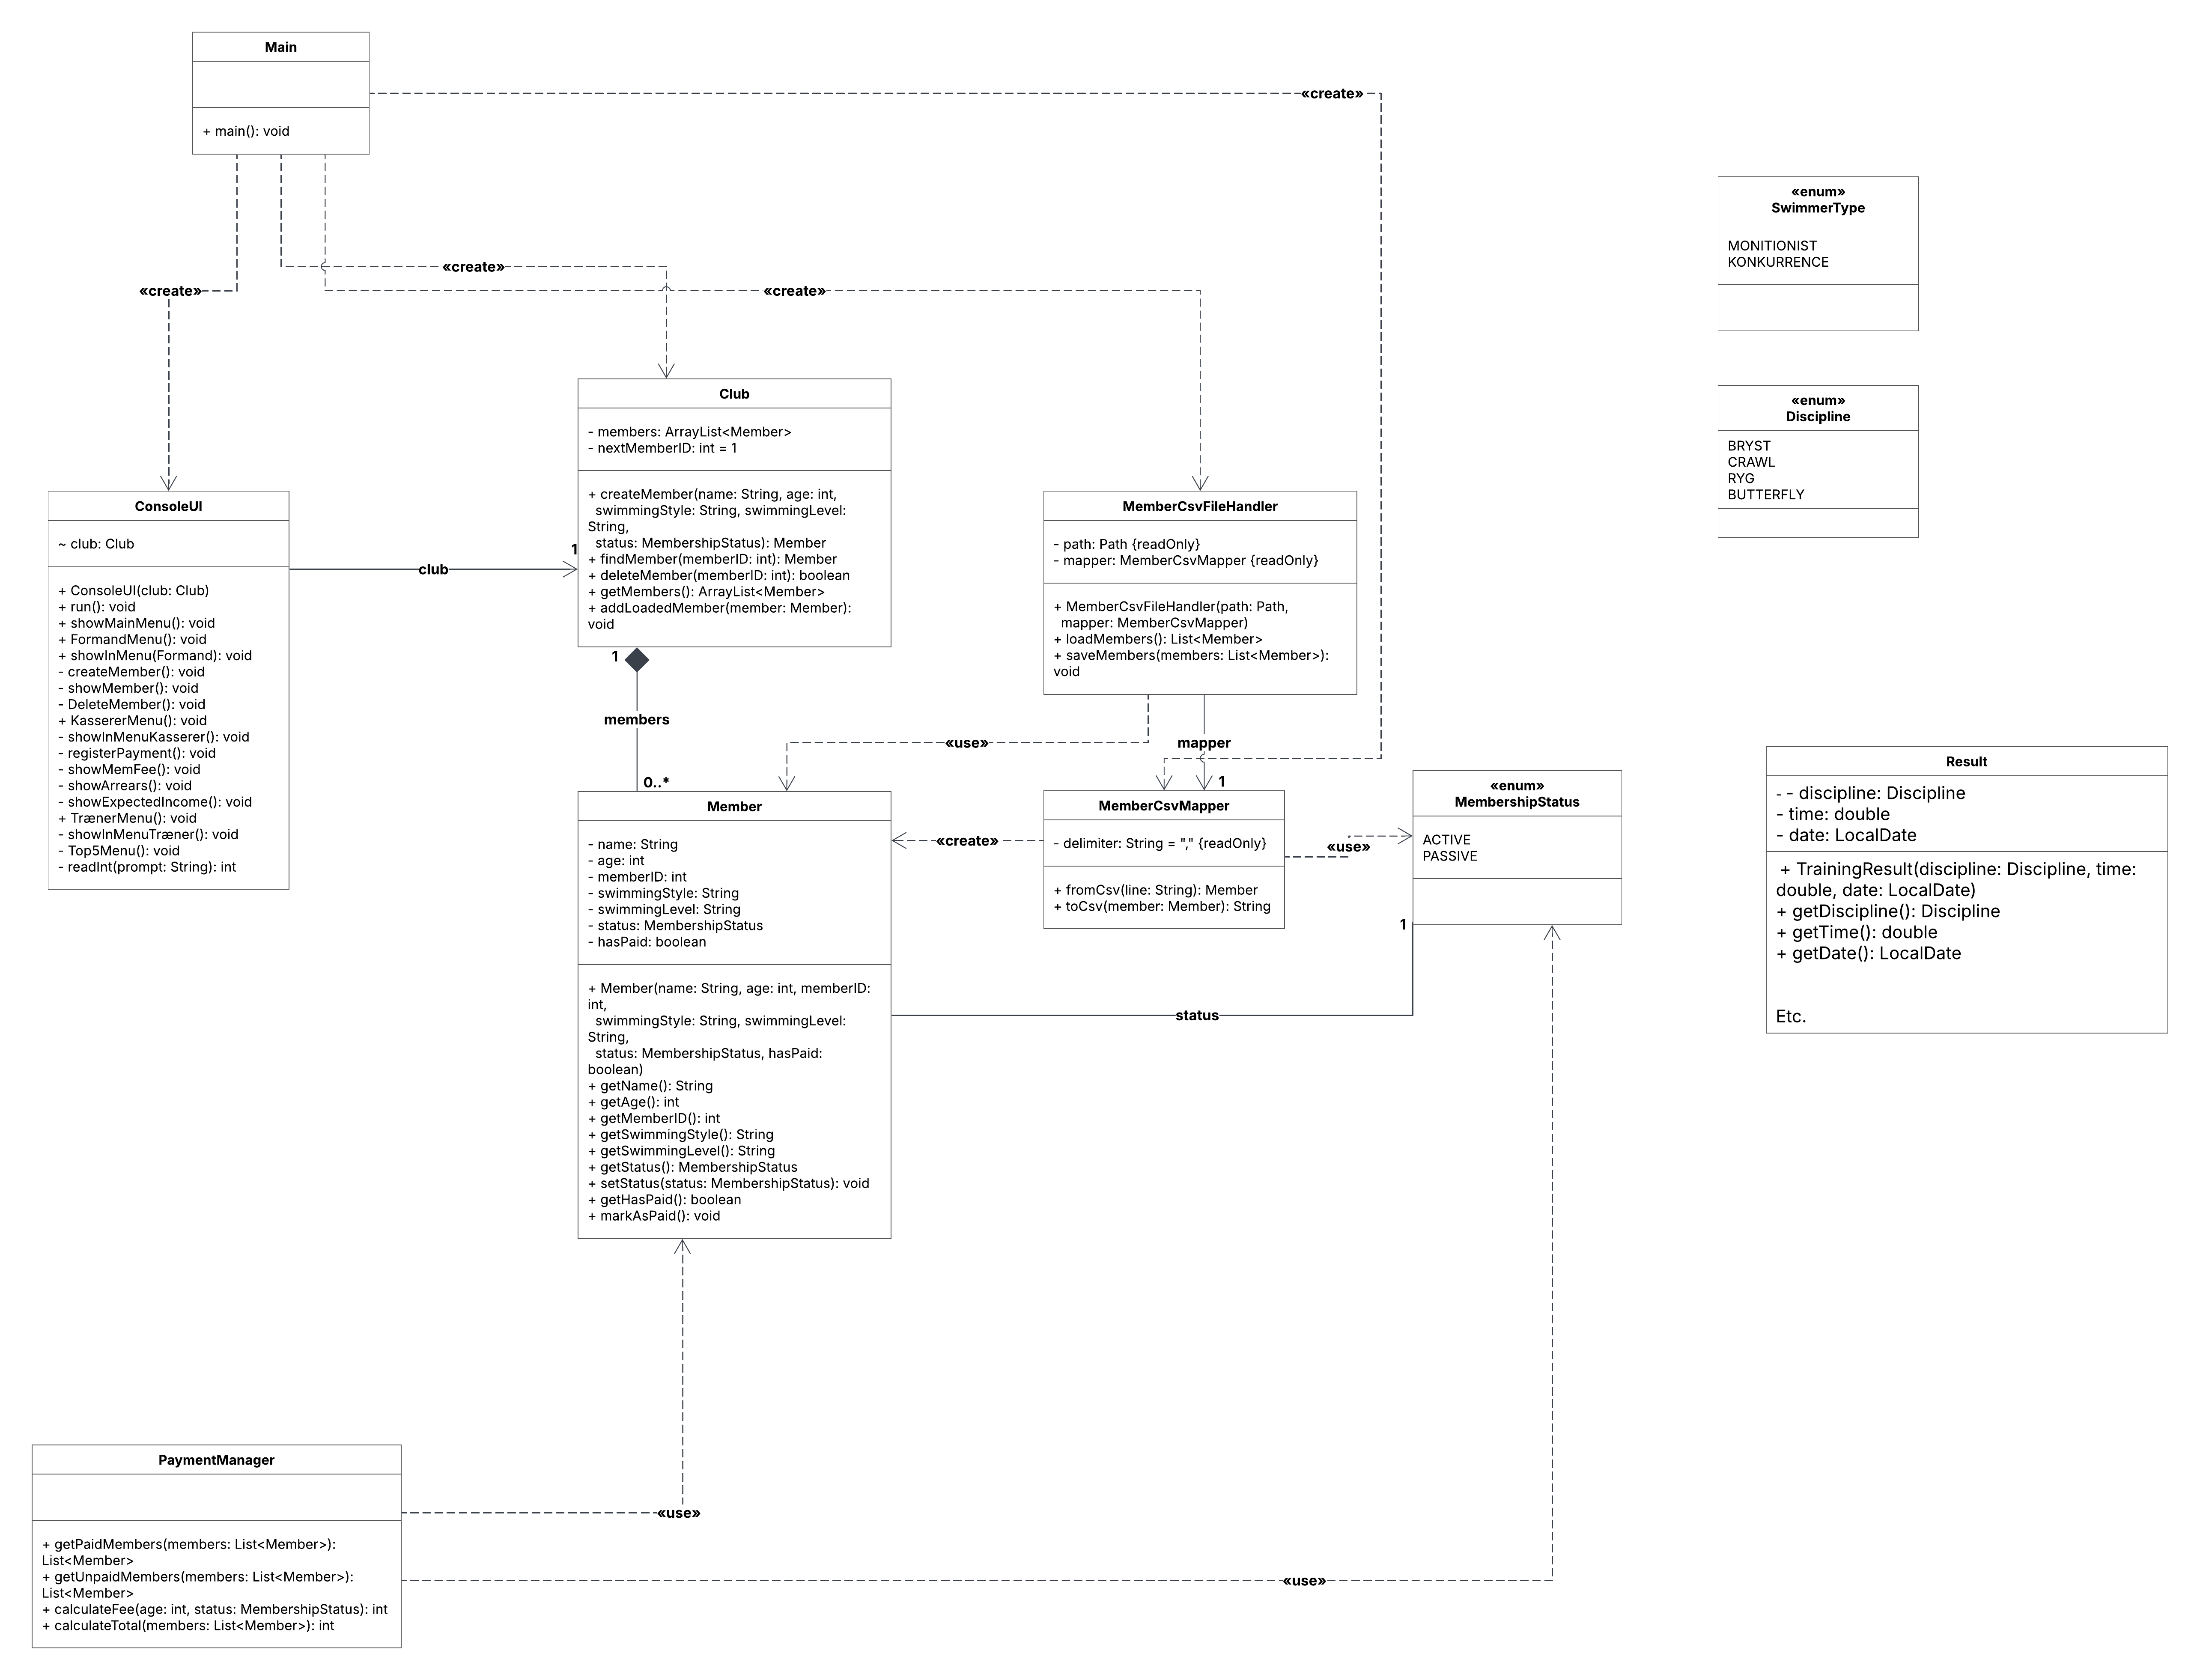 Main
+ main(): void
«create»
«create»
«create»
«create»
«enum»
SwimmerType
MONITIONIST
KONKURRENCE
«enum»
Discipline
BRYST
CRAWL
RYG
BUTTERFLY
Club
- members: ArrayList<Member>
- nextMemberID: int = 1
+ createMember(name: String, age: int,
swimmingStyle: String, swimmingLevel:
String,
status: MembershipStatus): Member
+ findMember(memberID: int): Member
+ deleteMember(memberID: int): boolean
+ getMembers(): ArrayList<Member>
+ addLoadedMember(member: Member):
void
ConsoleUI
~ club: Club
+ ConsoleUI(club: Club)
+ run(): void
+ showMainMenu(): void
+ FormandMenu(): void
+ showInMenu(Formand): void
- createMember(): void
- showMember(): void
- DeleteMember(): void
+ KassererMenu(): void
- showInMenuKasserer(): void
- registerPayment(): void
- showMemFee(): void
- showArrears(): void
- showExpectedIncome(): void
+ TrænerMenu(): void
- showInMenuTræner(): void
- Top5Menu(): void
- readInt(prompt: String): int
club
1
MemberCsvFileHandler
- path: Path {readOnly}
- mapper: MemberCsvMapper {readOnly}
+ MemberCsvFileHandler(path: Path,
mapper: MemberCsvMapper)
+ loadMembers(): List<Member>
+ saveMembers(members: List<Member>):
void
1
members
0..*
«use»
mapper
1
Member
- name: String
- age: int
- memberID: int
- swimmingStyle: String
- swimmingLevel: String
- status: MembershipStatus
- hasPaid: boolean
+ Member(name: String, age: int, memberID:
int,
swimmingStyle: String, swimmingLevel:
String,
status: MembershipStatus, hasPaid:
boolean)
+ getName(): String
+ getAge(): int
+ getMemberID(): int
+ getSwimmingStyle(): String
+ getSwimmingLevel(): String
+ getStatus(): MembershipStatus
+ setStatus(status: MembershipStatus): void
+ getHasPaid(): boolean
+ markAsPaid(): void
«create»
MemberCsvMapper
- delimiter: String = "," {readOnly}
+ fromCsv(line: String): Member
+ toCsv(member: Member): String
«use»
«enum»
MembershipStatus
ACTIVE
PASSIVE
1
status
Result
- - discipline: Discipline
- time: double
- date: LocalDate
+ TrainingResult(discipline: Discipline, time:
double, date: LocalDate)
+ getDiscipline(): Discipline
+ getTime(): double
+ getDate(): LocalDate
Etc.
PaymentManager
+ getPaidMembers(members: List<Member>):
List<Member>
+ getUnpaidMembers(members: List<Member>):
List<Member>
+ calculateFee(age: int, status: MembershipStatus): int
+ calculateTotal(members: List<Member>): int
«use»
«use»